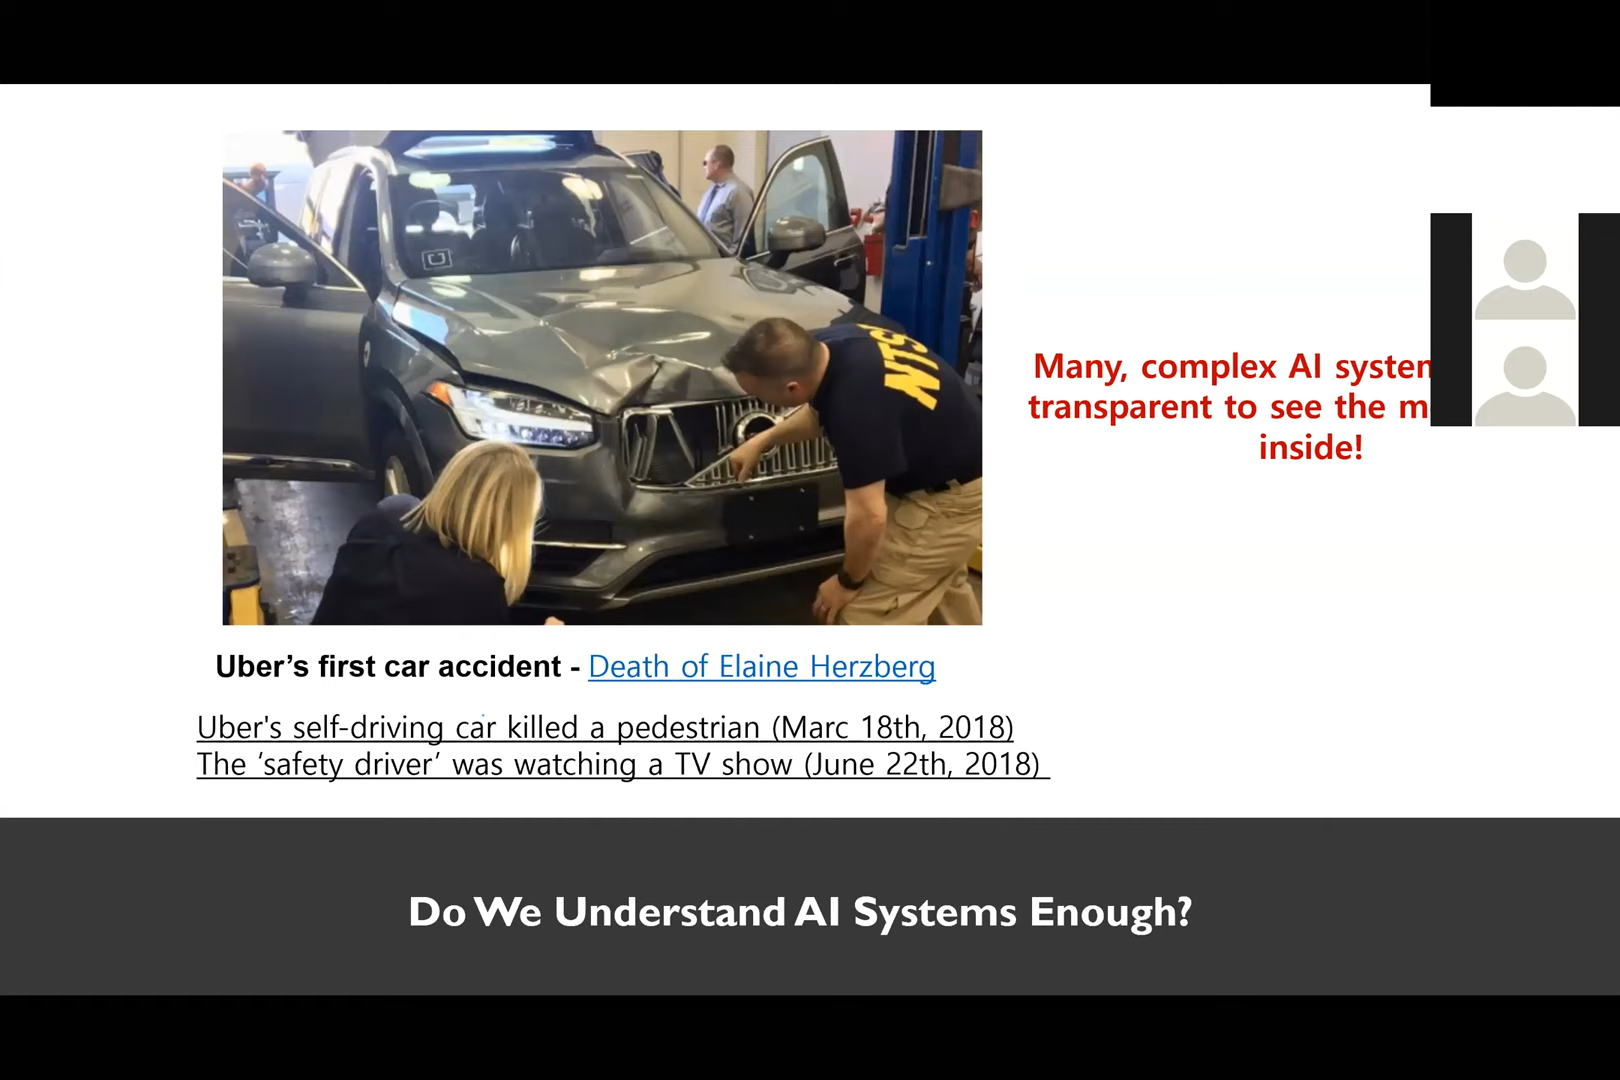 NTS
Many, complex AI
transparent to see the
inside!
Uber’s first car accident - Death of Elaine Herzberg
Uber's self-driving car killed a pedestrian (Marc 18th, 2018)
The ‘safety driver’ was watching a TV show (June 22th, 2018)
Do We Understand AI Systems Enough?